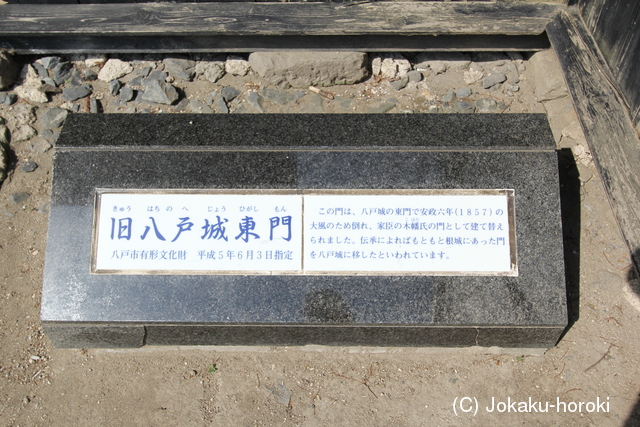 きゅう はちのへ じょう ひがし もん
旧八戸城東門
八戸市有形文化財 平成5年6月3日指定
この門は、八戸城の東門で安政六年(1857)の
大風のため倒れ、家臣の木幡氏の門として建て替え
られました。伝承によればもともと根城にあった門
を八戸城に移したといわれています。
(C) Jokaku-horoki